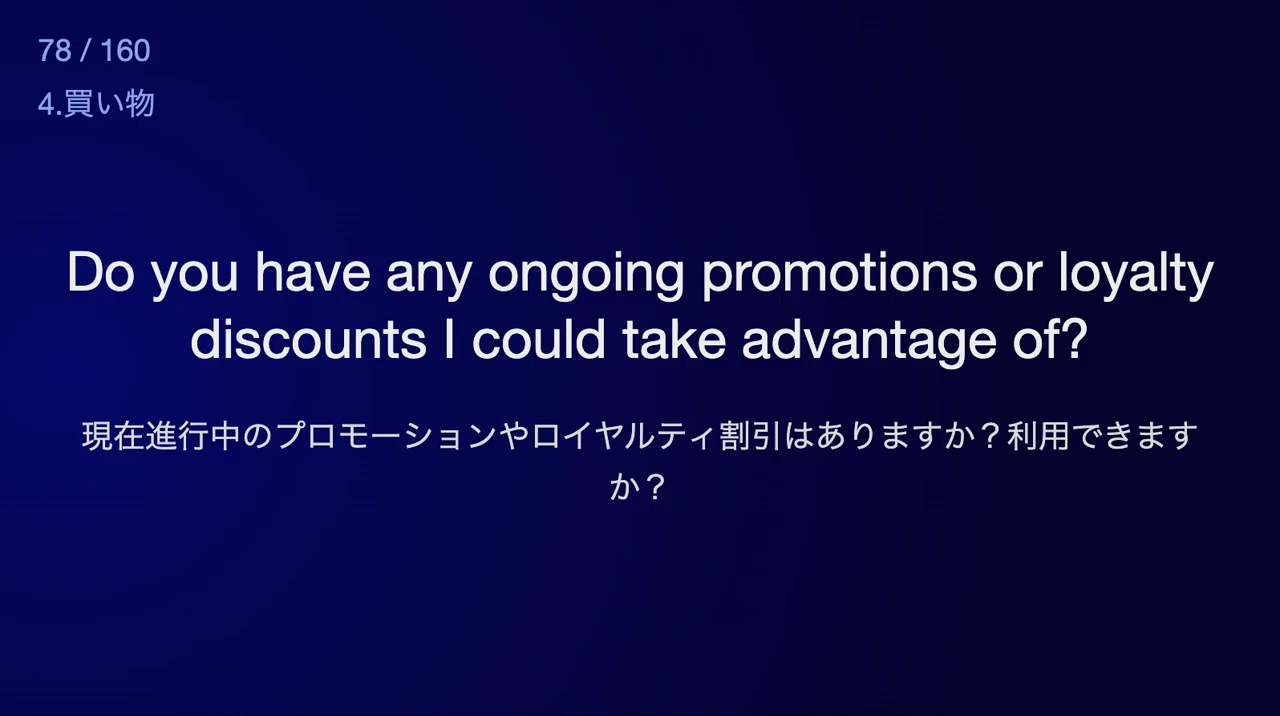 78 / 160
4.買い物
Do you have any ongoing promotions or loyalty
discounts I could take advantage of?
現在進行中のプロモーションやロイヤルティ割引はありますか？利用できます
か？